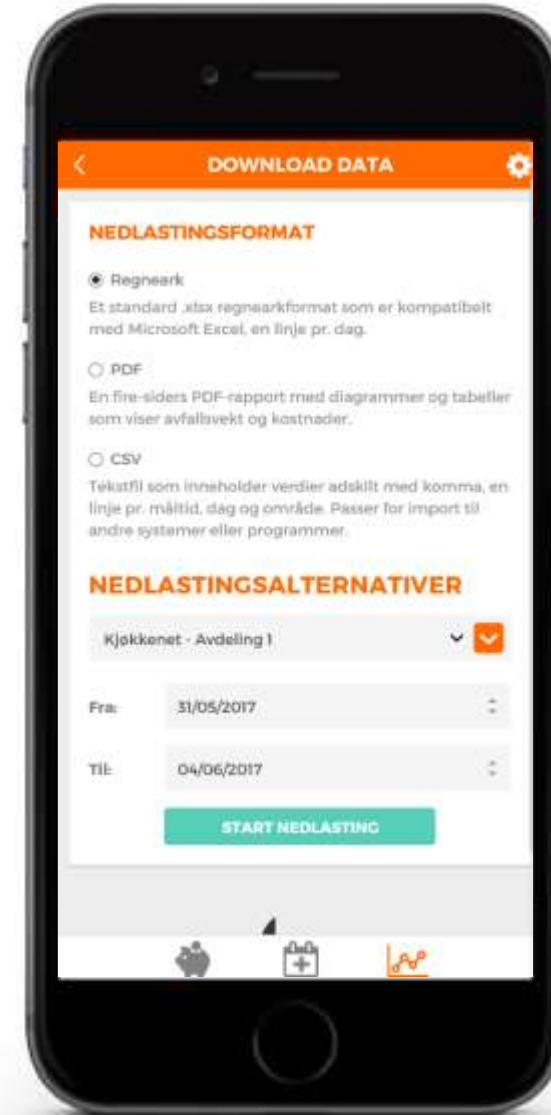 DOWNLOAD DATA
NEDLASTINGSFORMAT
Regneark
Et standard .xlsx regnearkformat som er kompatibelt
med Microsoft Excel, en linje pr. dag.
PDF
En fire-siders PDF-rapport med diagrammer og tabeller
som viser avfallsvekt og kostnader.
CSV
Tekstfil som inneholder verdier adskilt med komma, en
linje pr. måltid, dag og område. Passer for import til
andre systemer eller programmer.
NEDLASTINGSALTERNATIVER
Kjøkkenet - Avdeling 1
Fra: 31/05/2017
Til: 04/06/2017
START NEDLASTING